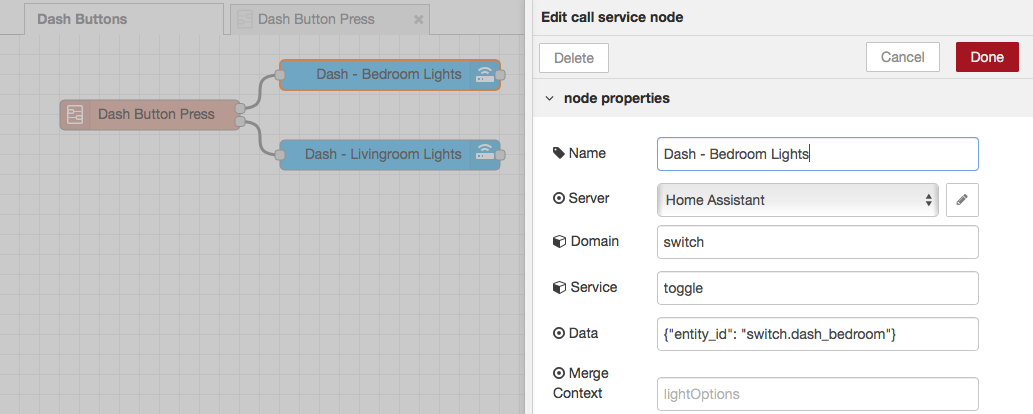 Dash Buttons
Dash Button Press
Dash - Bedroom Lights
Dash Button Press
Dash - Livingroom Lights
Edit call service node
Delete
Cancel
Done
node properties
Name
Dash - Bedroom Lights
Server
Home Assistant
Domain
switch
Service
toggle
Data
{"entity_id": "switch.dash_bedroom"}
Merge
Context
lightOptions